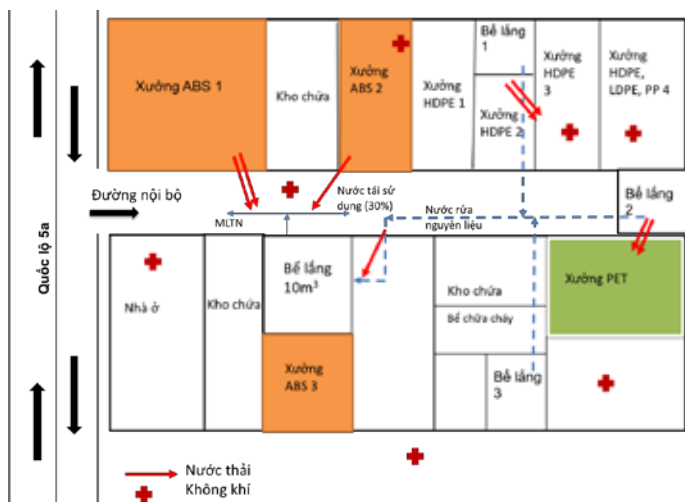 Xưởng ABS 1
Kho chứa
Xưởng
ABS 2
Xưởng
HDPE 1
Bể lắng
1
Xưởng
HDPE 2
Xưởng
HDPE
3
Xưởng
HDPE,
LDPE, PP 4
Quốc lộ 5a
Đường nội bộ
MLTN
Nước tái sử
dụng (30%)
Nước rửa
nguyên liệu
Bể lắng
2
Nhà ở
Kho chứa
Bể lắng
10m³
Xưởng
ABS 3
Kho chứa
Bể chữa cháy
Bể lắng
3
Xưởng PET
Nước thải
Không khí